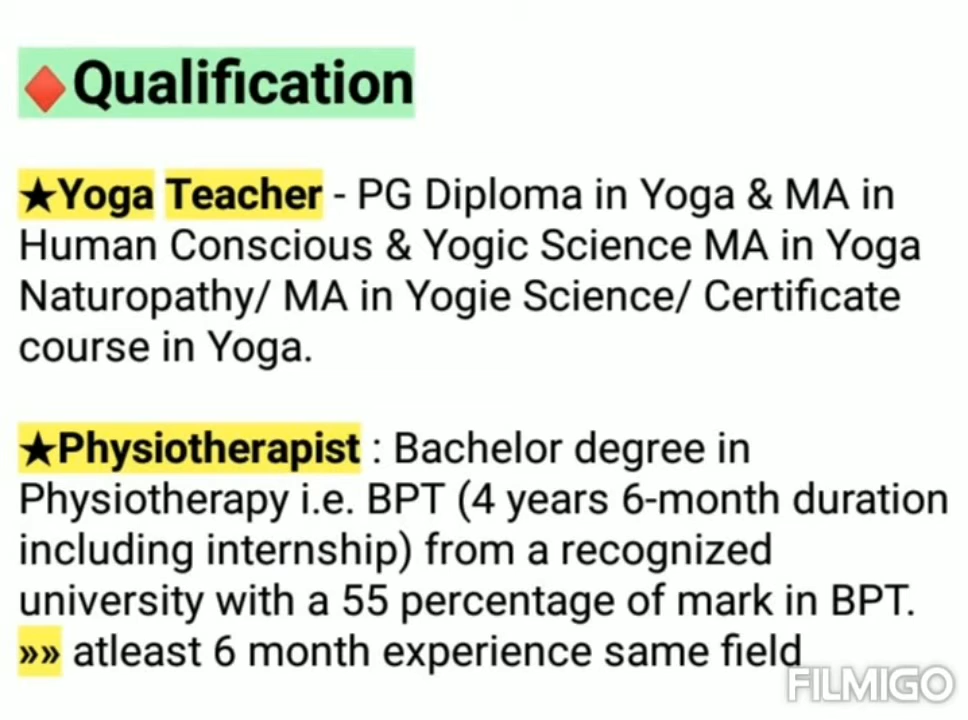 ♦Qualification
★Yoga Teacher - PG Diploma in Yoga & MA in
Human Conscious & Yogic Science MA in Yoga
Naturopathy/ MA in Yogie Science/ Certificate
course in Yoga.
★Physiotherapist : Bachelor degree in
Physiotherapy i.e. BPT (4 years 6-month duration
including internship) from a recognized
university with a 55 percentage of mark in BPT.
»» atleast 6 month experience same field
FILMIGO